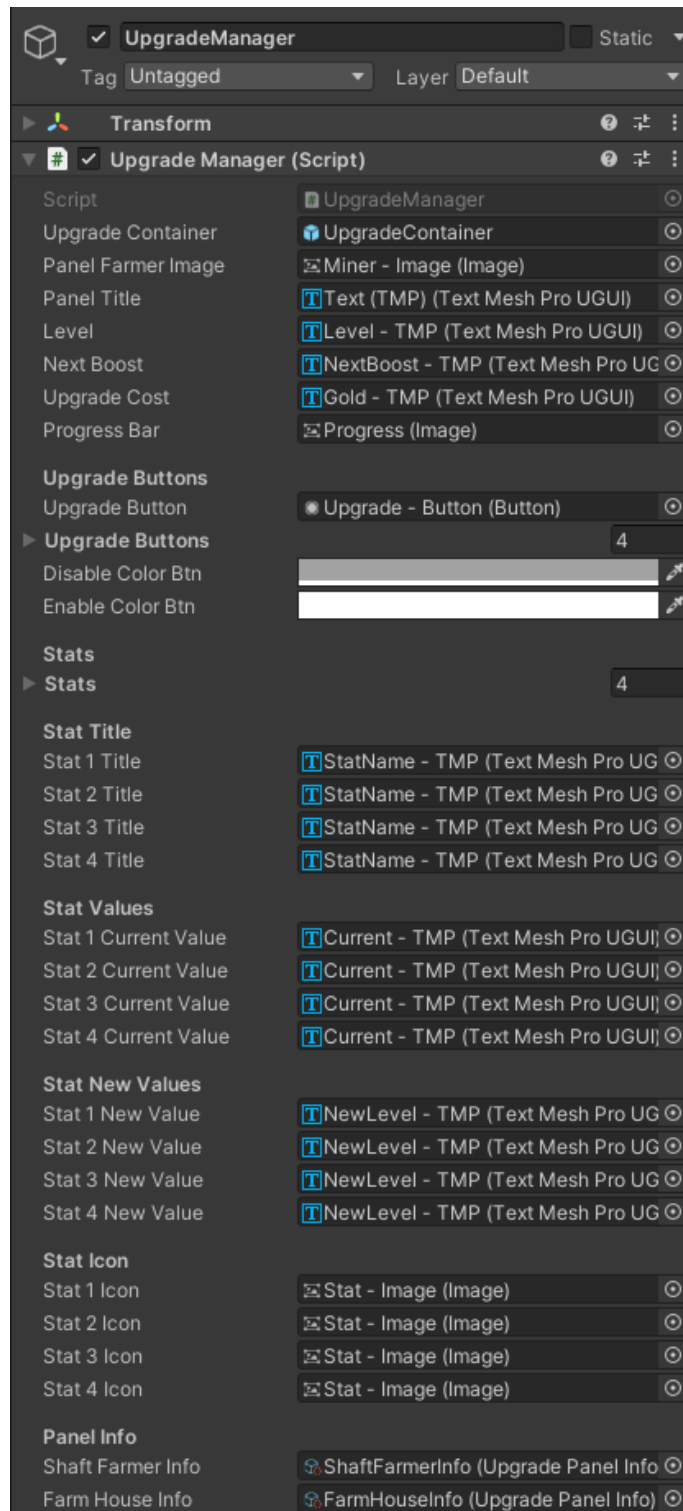 UpgradeManager Static
Tag Untagged Layer Default
Transform
# Upgrade Manager (Script)
Script # UpgradeManager
Upgrade Container UpgradeContainer
Panel Farmer Image Miner - Image (Image)
Panel Title T Text (TMP) (Text Mesh Pro UGUI)
Level T Level - TMP (Text Mesh Pro UGUI)
Next Boost T NextBoost - TMP (Text Mesh Pro UG
Upgrade Cost T Gold - TMP (Text Mesh Pro UGUI)
Progress Bar Progress (Image)
Upgrade Buttons
Upgrade Button Upgrade - Button (Button)
Upgrade Buttons 4
Disable Color Btn
Enable Color Btn
Stats
Stats 4
Stat Title
Stat 1 Title T StatName - TMP (Text Mesh Pro UG
Stat 2 Title T StatName - TMP (Text Mesh Pro UG
Stat 3 Title T StatName - TMP (Text Mesh Pro UG
Stat 4 Title T StatName - TMP (Text Mesh Pro UG
Stat Values
Stat 1 Current Value T Current - TMP (Text Mesh Pro UGUI)
Stat 2 Current Value T Current - TMP (Text Mesh Pro UGUI)
Stat 3 Current Value T Current - TMP (Text Mesh Pro UGUI)
Stat 4 Current Value T Current - TMP (Text Mesh Pro UGUI)
Stat New Values
Stat 1 New Value T NewLevel - TMP (Text Mesh Pro UG
Stat 2 New Value T NewLevel - TMP (Text Mesh Pro UG
Stat 3 New Value T NewLevel - TMP (Text Mesh Pro UG
Stat 4 New Value T NewLevel - TMP (Text Mesh Pro UG
Stat Icon
Stat 1 Icon Stat - Image (Image)
Stat 2 Icon Stat - Image (Image)
Stat 3 Icon Stat - Image (Image)
Stat 4 Icon Stat - Image (Image)
Panel Info
Shaft Farmer Info ShaftFarmerInfo (Upgrade Panel Info
Farm House Info FarmHouseInfo (Upgrade Panel Info)